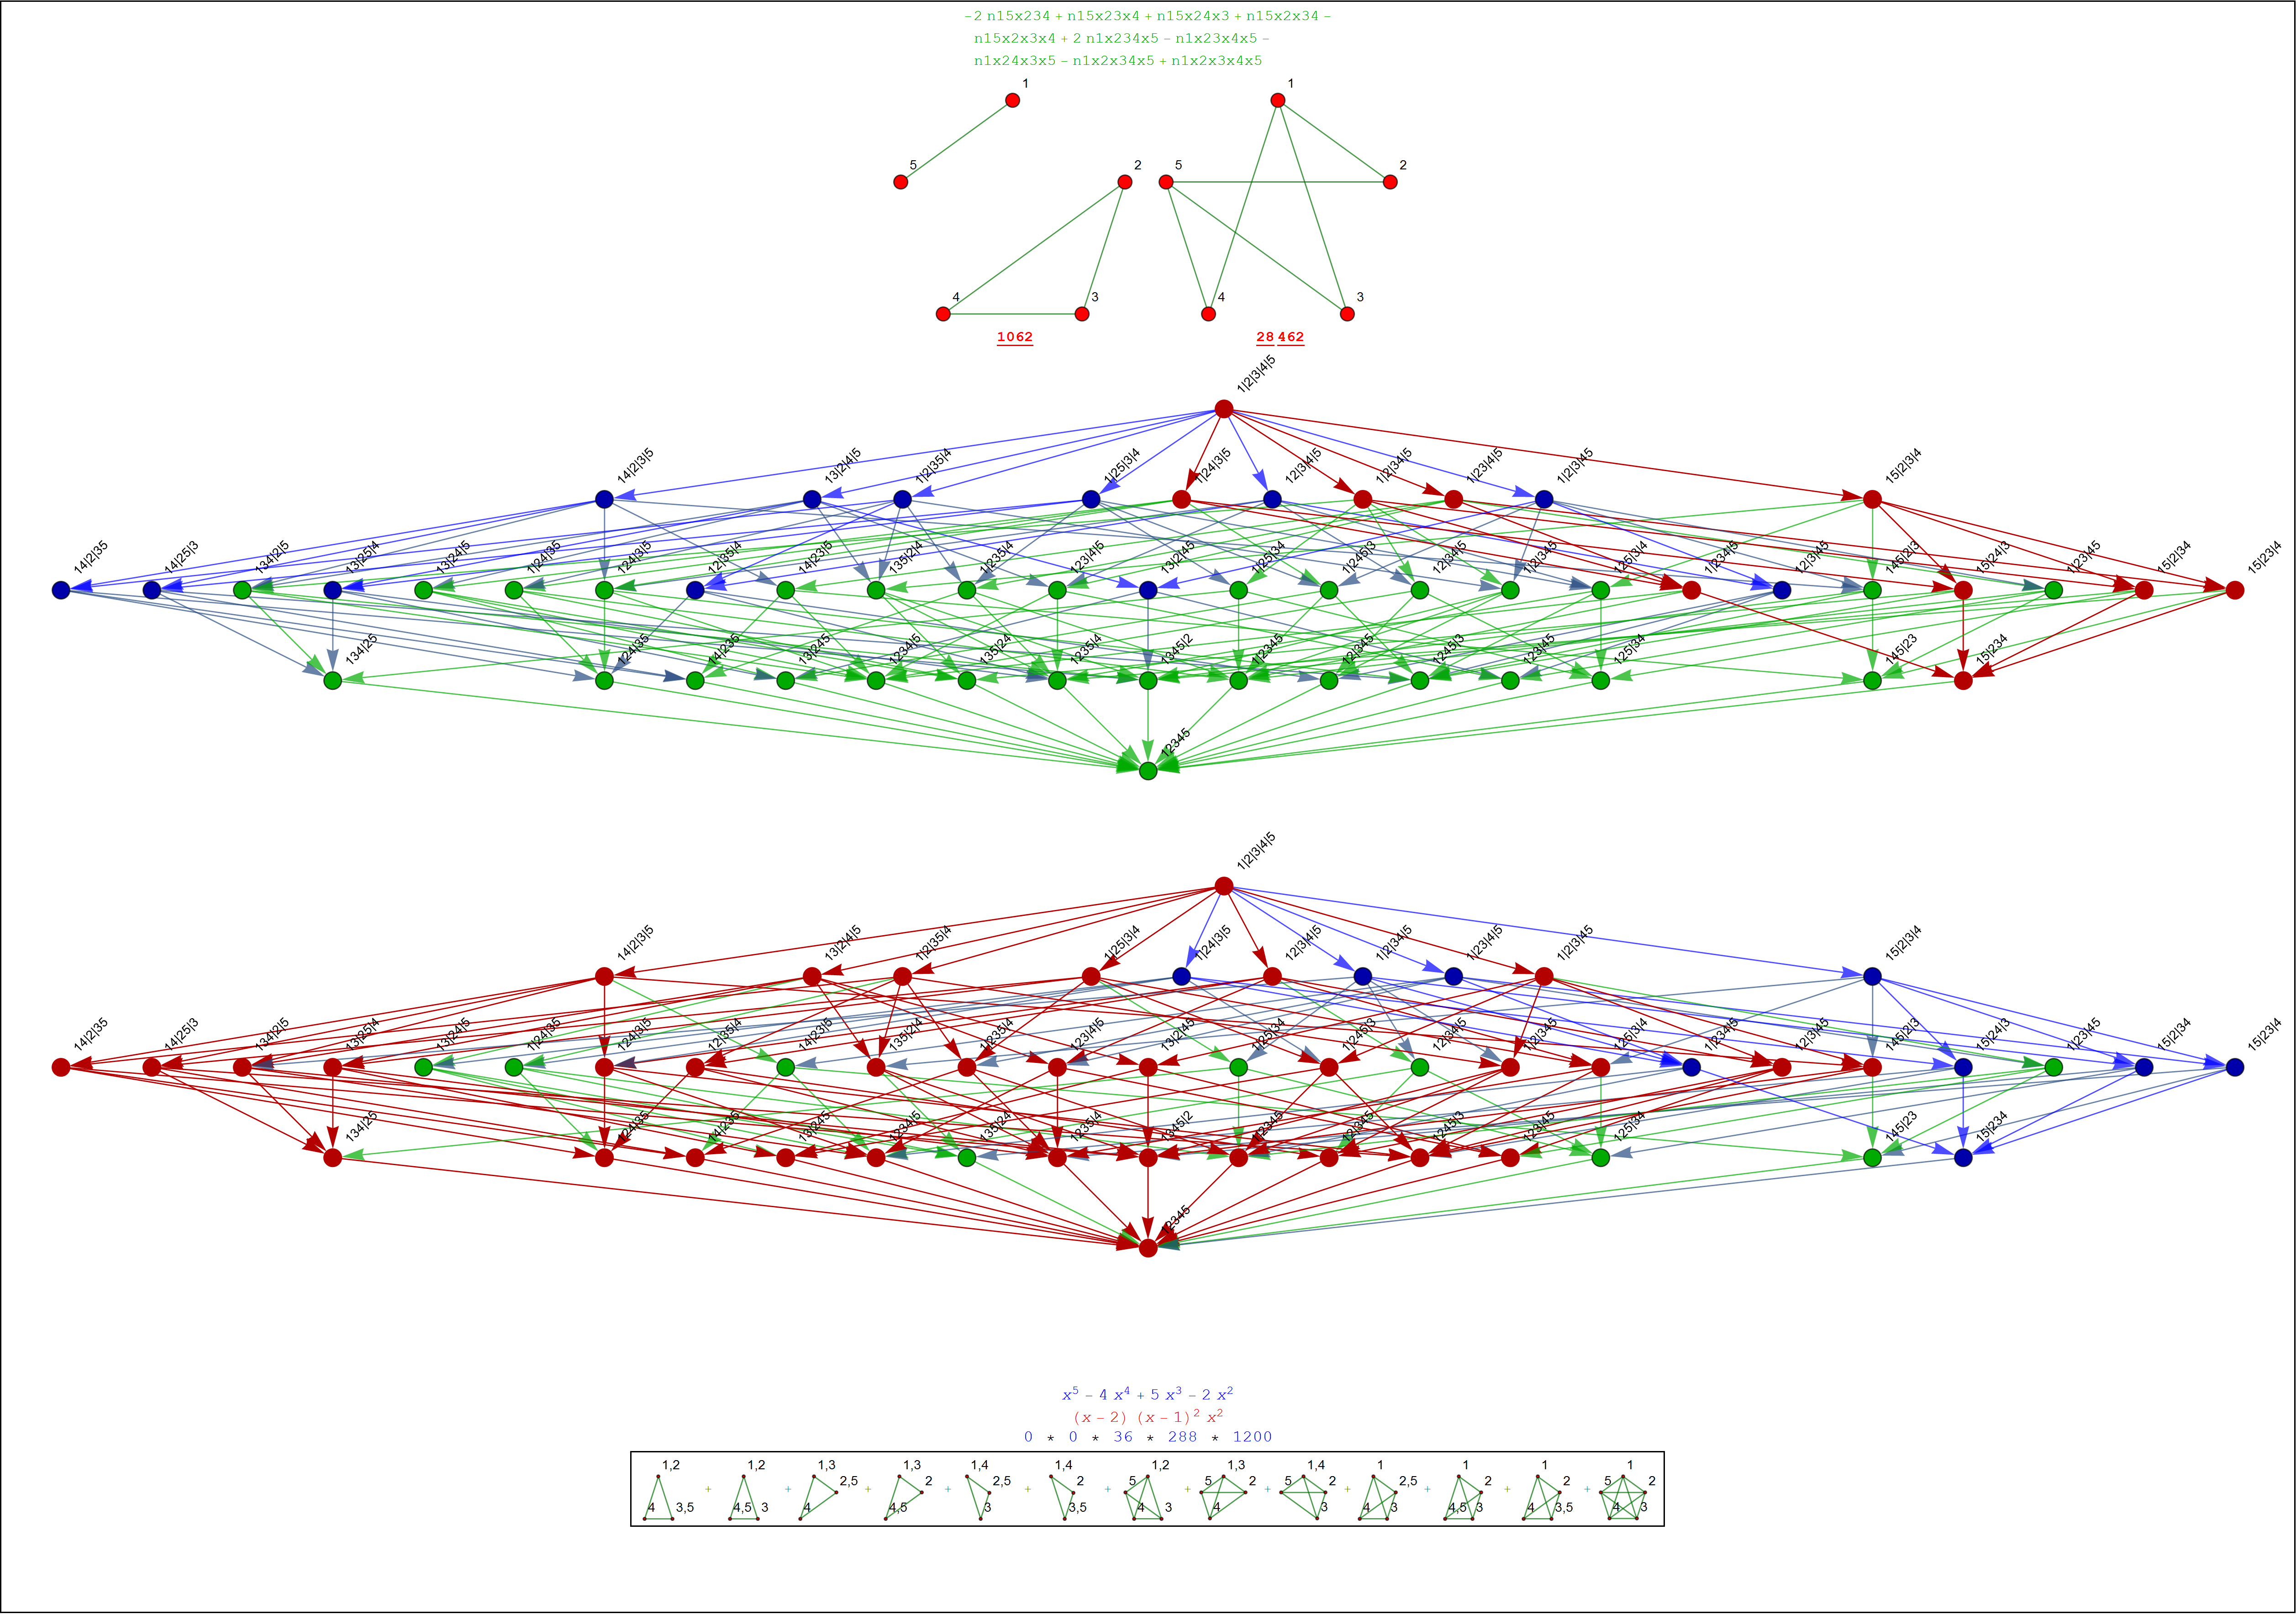 -2 n15x234 + n15x23x4 + n15x24x3 + n15x2x34 -
n15x2x3x4 + 2 n1x234x5 - n1x23x4x5 -
n1x24x3x5 - n1x2x34x5 + n1x2x3x4x5
1 1
5 2 5 2
4 3 4 3
1062 28 462
1|2|3|4|5
14|2|3|5 13|2|4|5 1|2|35|4 1|25|3|4 1|24|3|5 12|3|4|5 1|2|34|5 1|23|4|5 1|2|3|45 15|2|3|4
14|2|35 14|25|3 134|2|5 13|25|4 13|24|5 1|24|35 124|3|5 12|35|4 14|23|5 135|2|4 1|235|4 123|4|5 13|2|45 1|25|34 1|245|3 12|34|5 1|2|345 125|3|4 1|234|5 12|3|45 145|2|3 15|24|3 1|23|45 15|2|34 15|23|4
134|25 124|35 14|235 13|245 1234|5 135|24 1235|4 1345|2 1|2345 12|345 1245|3 123|45 125|34 145|23 15|234
12345
1|2|3|4|5
14|2|3|5 13|2|4|5 1|2|35|4 1|25|3|4 1|24|3|5 12|3|4|5 1|2|34|5 1|23|4|5 1|2|3|45 15|2|3|4
14|2|35 14|25|3 134|2|5 13|25|4 13|24|5 1|24|35 124|3|5 12|35|4 14|23|5 135|2|4 1|235|4 123|4|5 13|2|45 1|25|34 1|245|3 12|34|5 1|2|345 125|3|4 1|234|5 12|3|45 145|2|3 15|24|3 1|23|45 15|2|34 15|23|4
134|25 124|35 14|235 13|245 1234|5 135|24 1235|4 1345|2 1|2345 12|345 1245|3 123|45 125|34 145|23 15|234
12345
x⁵ - 4 x⁴ + 5 x³ - 2 x²
(x - 2) (x - 1)² x²
0 * 0 * 36 * 288 * 1200
1,2 1,2 1,3 1,3 1,4 1,4 1,2 1,3 1,4 1 1 1 1
2,5 2 2,5 2 5 5 2 5 2 2,5 2 2 5 2
+ + + + + + + + + + + +
4 3,5 4,5 3 4 4,5 3 3,5 4 3 4 3 4 3 4,5 3 4 3,5 4 3